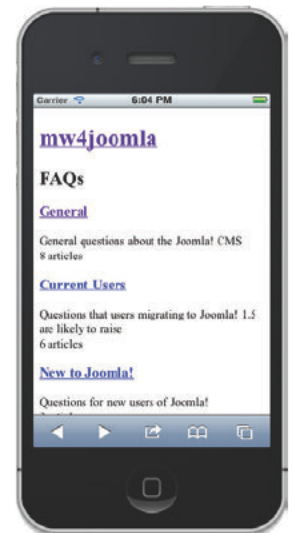 Carrier 6:04 PM
mw4joomla
FAQs
General
General questions about the Joomla! CMS
8 articles
Current Users
Questions that users migrating to Joomla! 1.5
are likely to raise
6 articles
New to Joomla!
Questions for new users of Joomla!